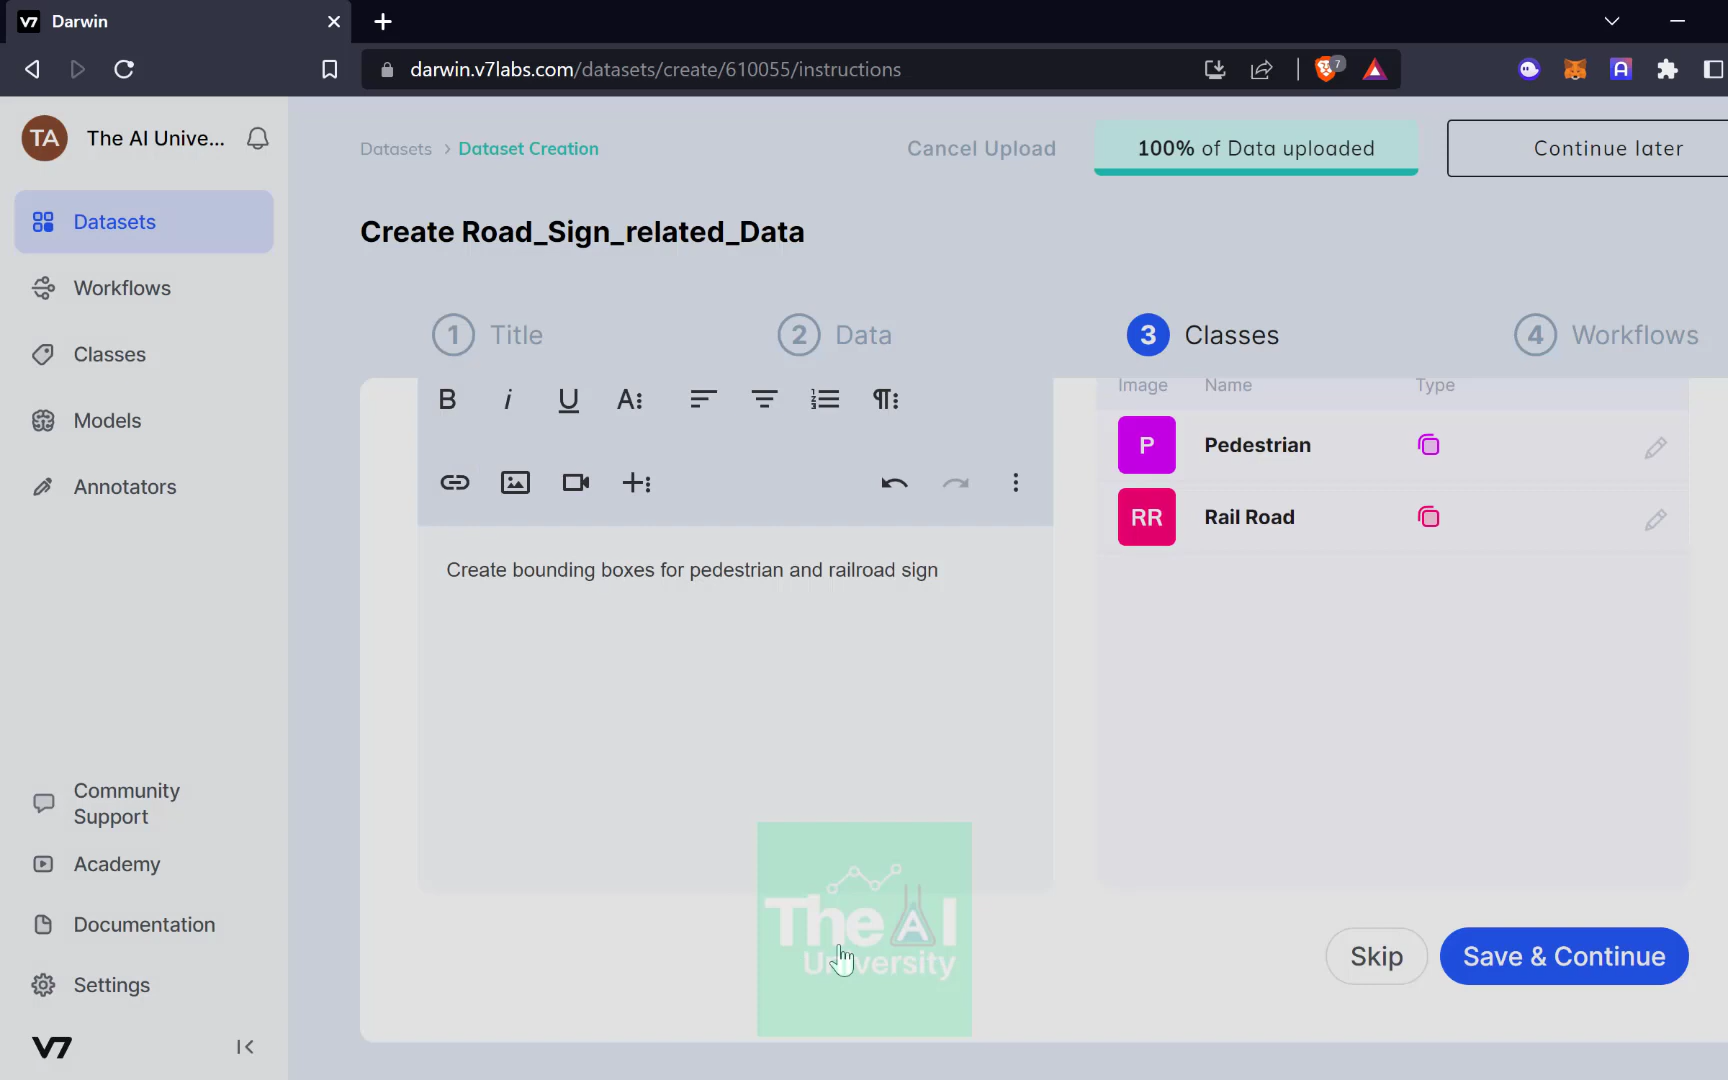 V7 Darwin
darwin.v7labs.com/datasets/create/610055/instructions
7
TA The AI Unive...
Datasets > Dataset Creation
Cancel Upload
100% of Data uploaded
Continue later
Datasets
Workflows
Classes
Models
Annotators
Community
Support
Academy
Documentation
Settings
V7
Create Road_Sign_related_Data
1 Title
2 Data
3 Classes
4 Workflows
B i U A
Image Name Type
P Pedestrian
RR Rail Road
Create bounding boxes for pedestrian and railroad sign
The AI
University
Skip
Save & Continue